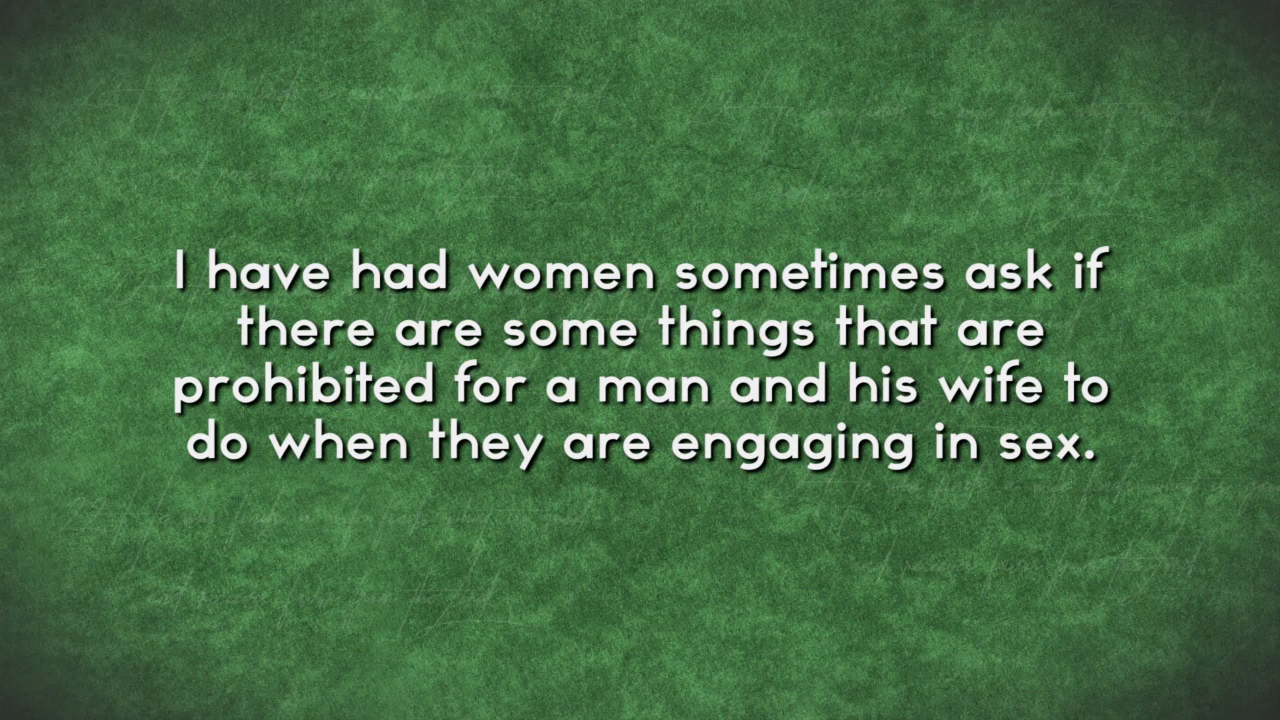 I have had women sometimes ask if
there are some things that are
prohibited for a man and his wife to
do when they are engaging in sex.